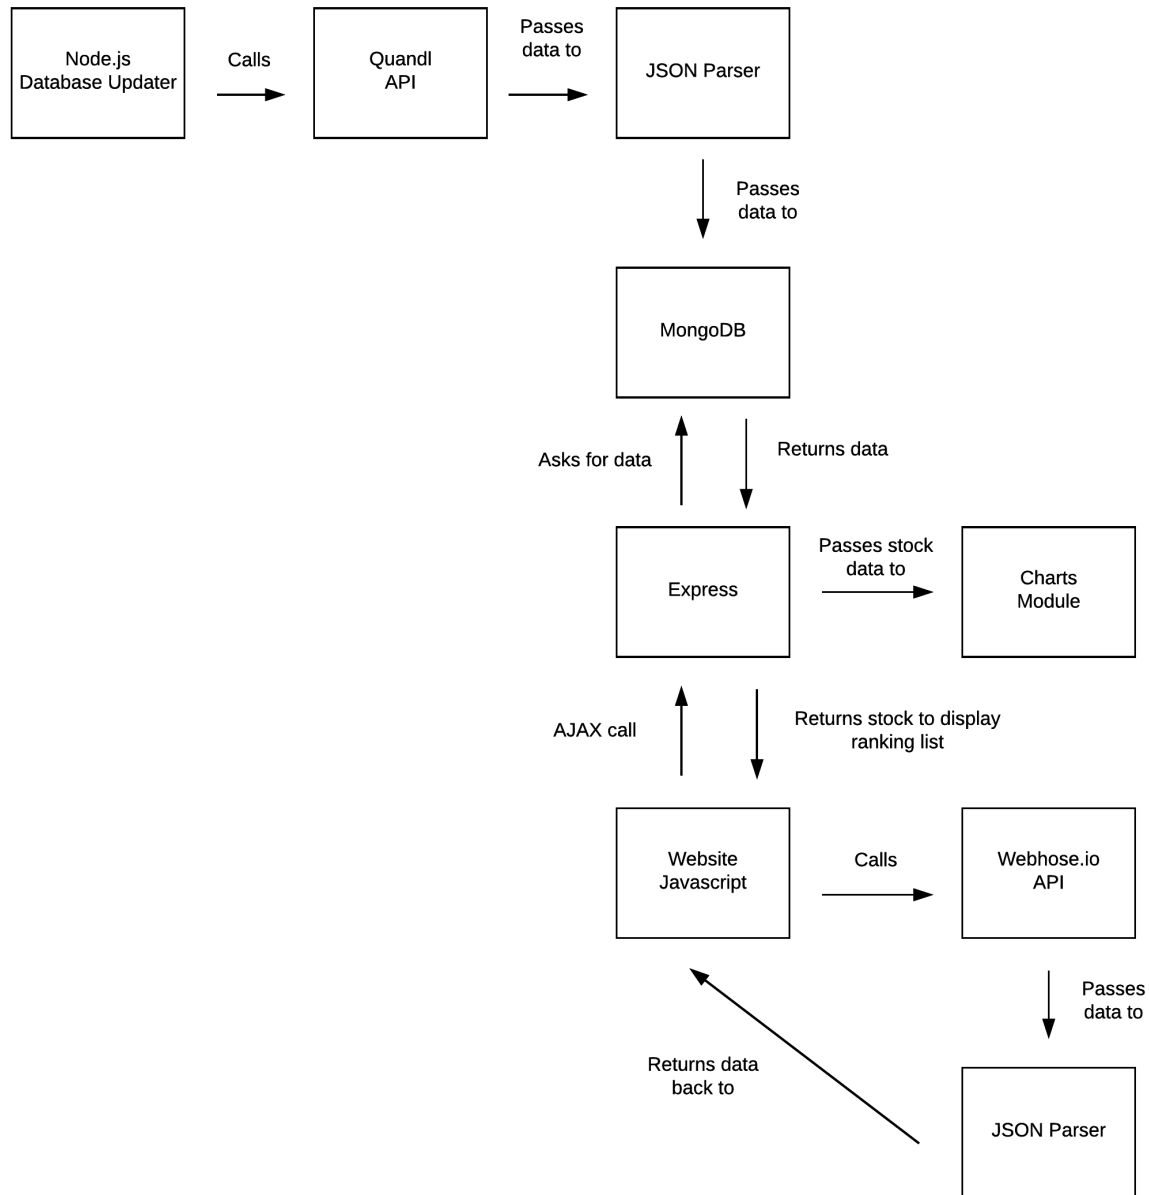 Node.js
Database Updater
Calls
Quandl
API
Passes
data to
JSON Parser
Passes
data to
MongoDB
Asks for data
Returns data
Express
Passes stock
data to
Charts
Module
AJAX call
Returns stock to display
ranking list
Website
Javascript
Calls
Webhose.io
API
Passes
data to
Returns data
back to
JSON Parser